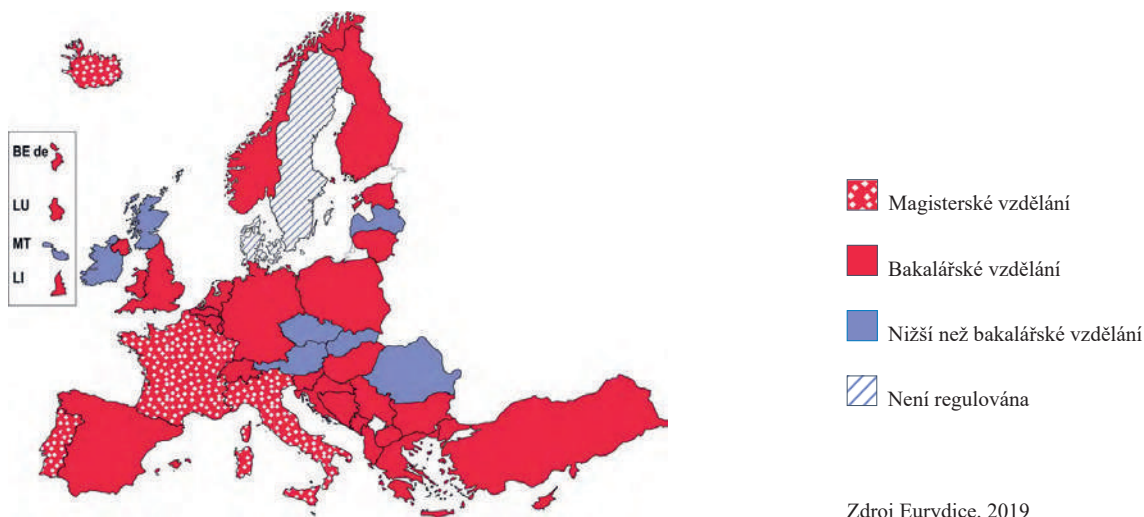 BE de
LU
MT
LI
Magisterské vzdělání
Bakalářské vzdělání
Nižší než bakalářské vzdělání
Není regulována
Zdroj Eurydice, 2019